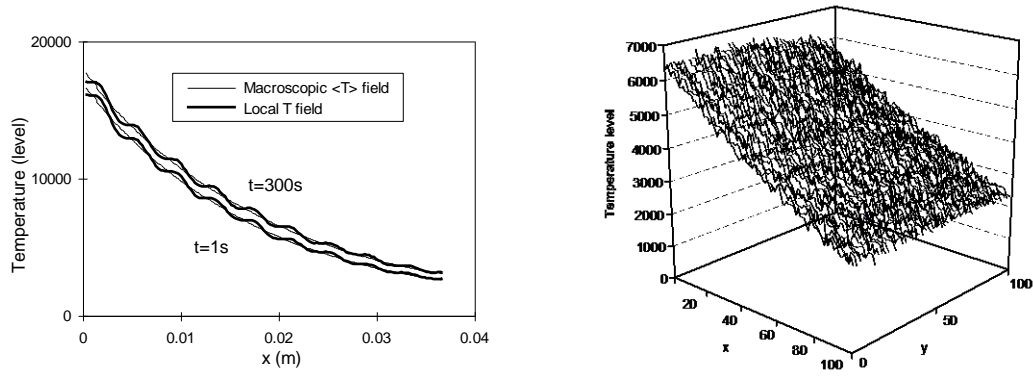 20000
10000
0
Temperature (level)
Macroscopic <T> field
Local T field
t=300s
t=1s
0
0.01
0.02
0.03
0.04
x (m)
7000
6000
5000
4000
3000
2000
1000
0
Temperature level
20
40
60
80
100
x
0
50
100
y